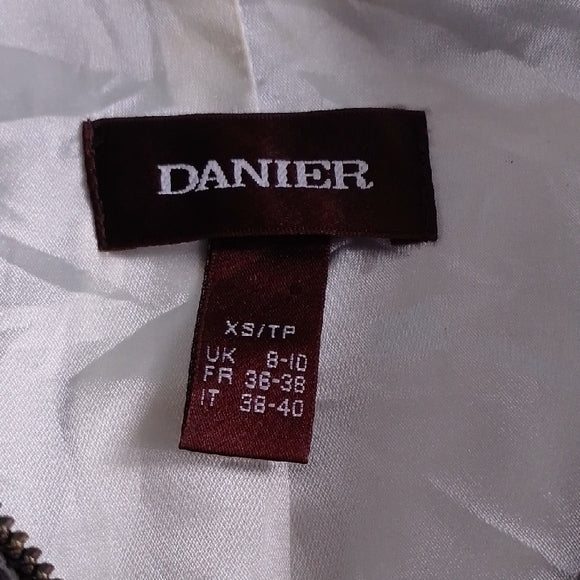 DANIER
XS/TP
UK 8-10
FR 36-38
IT 38-40